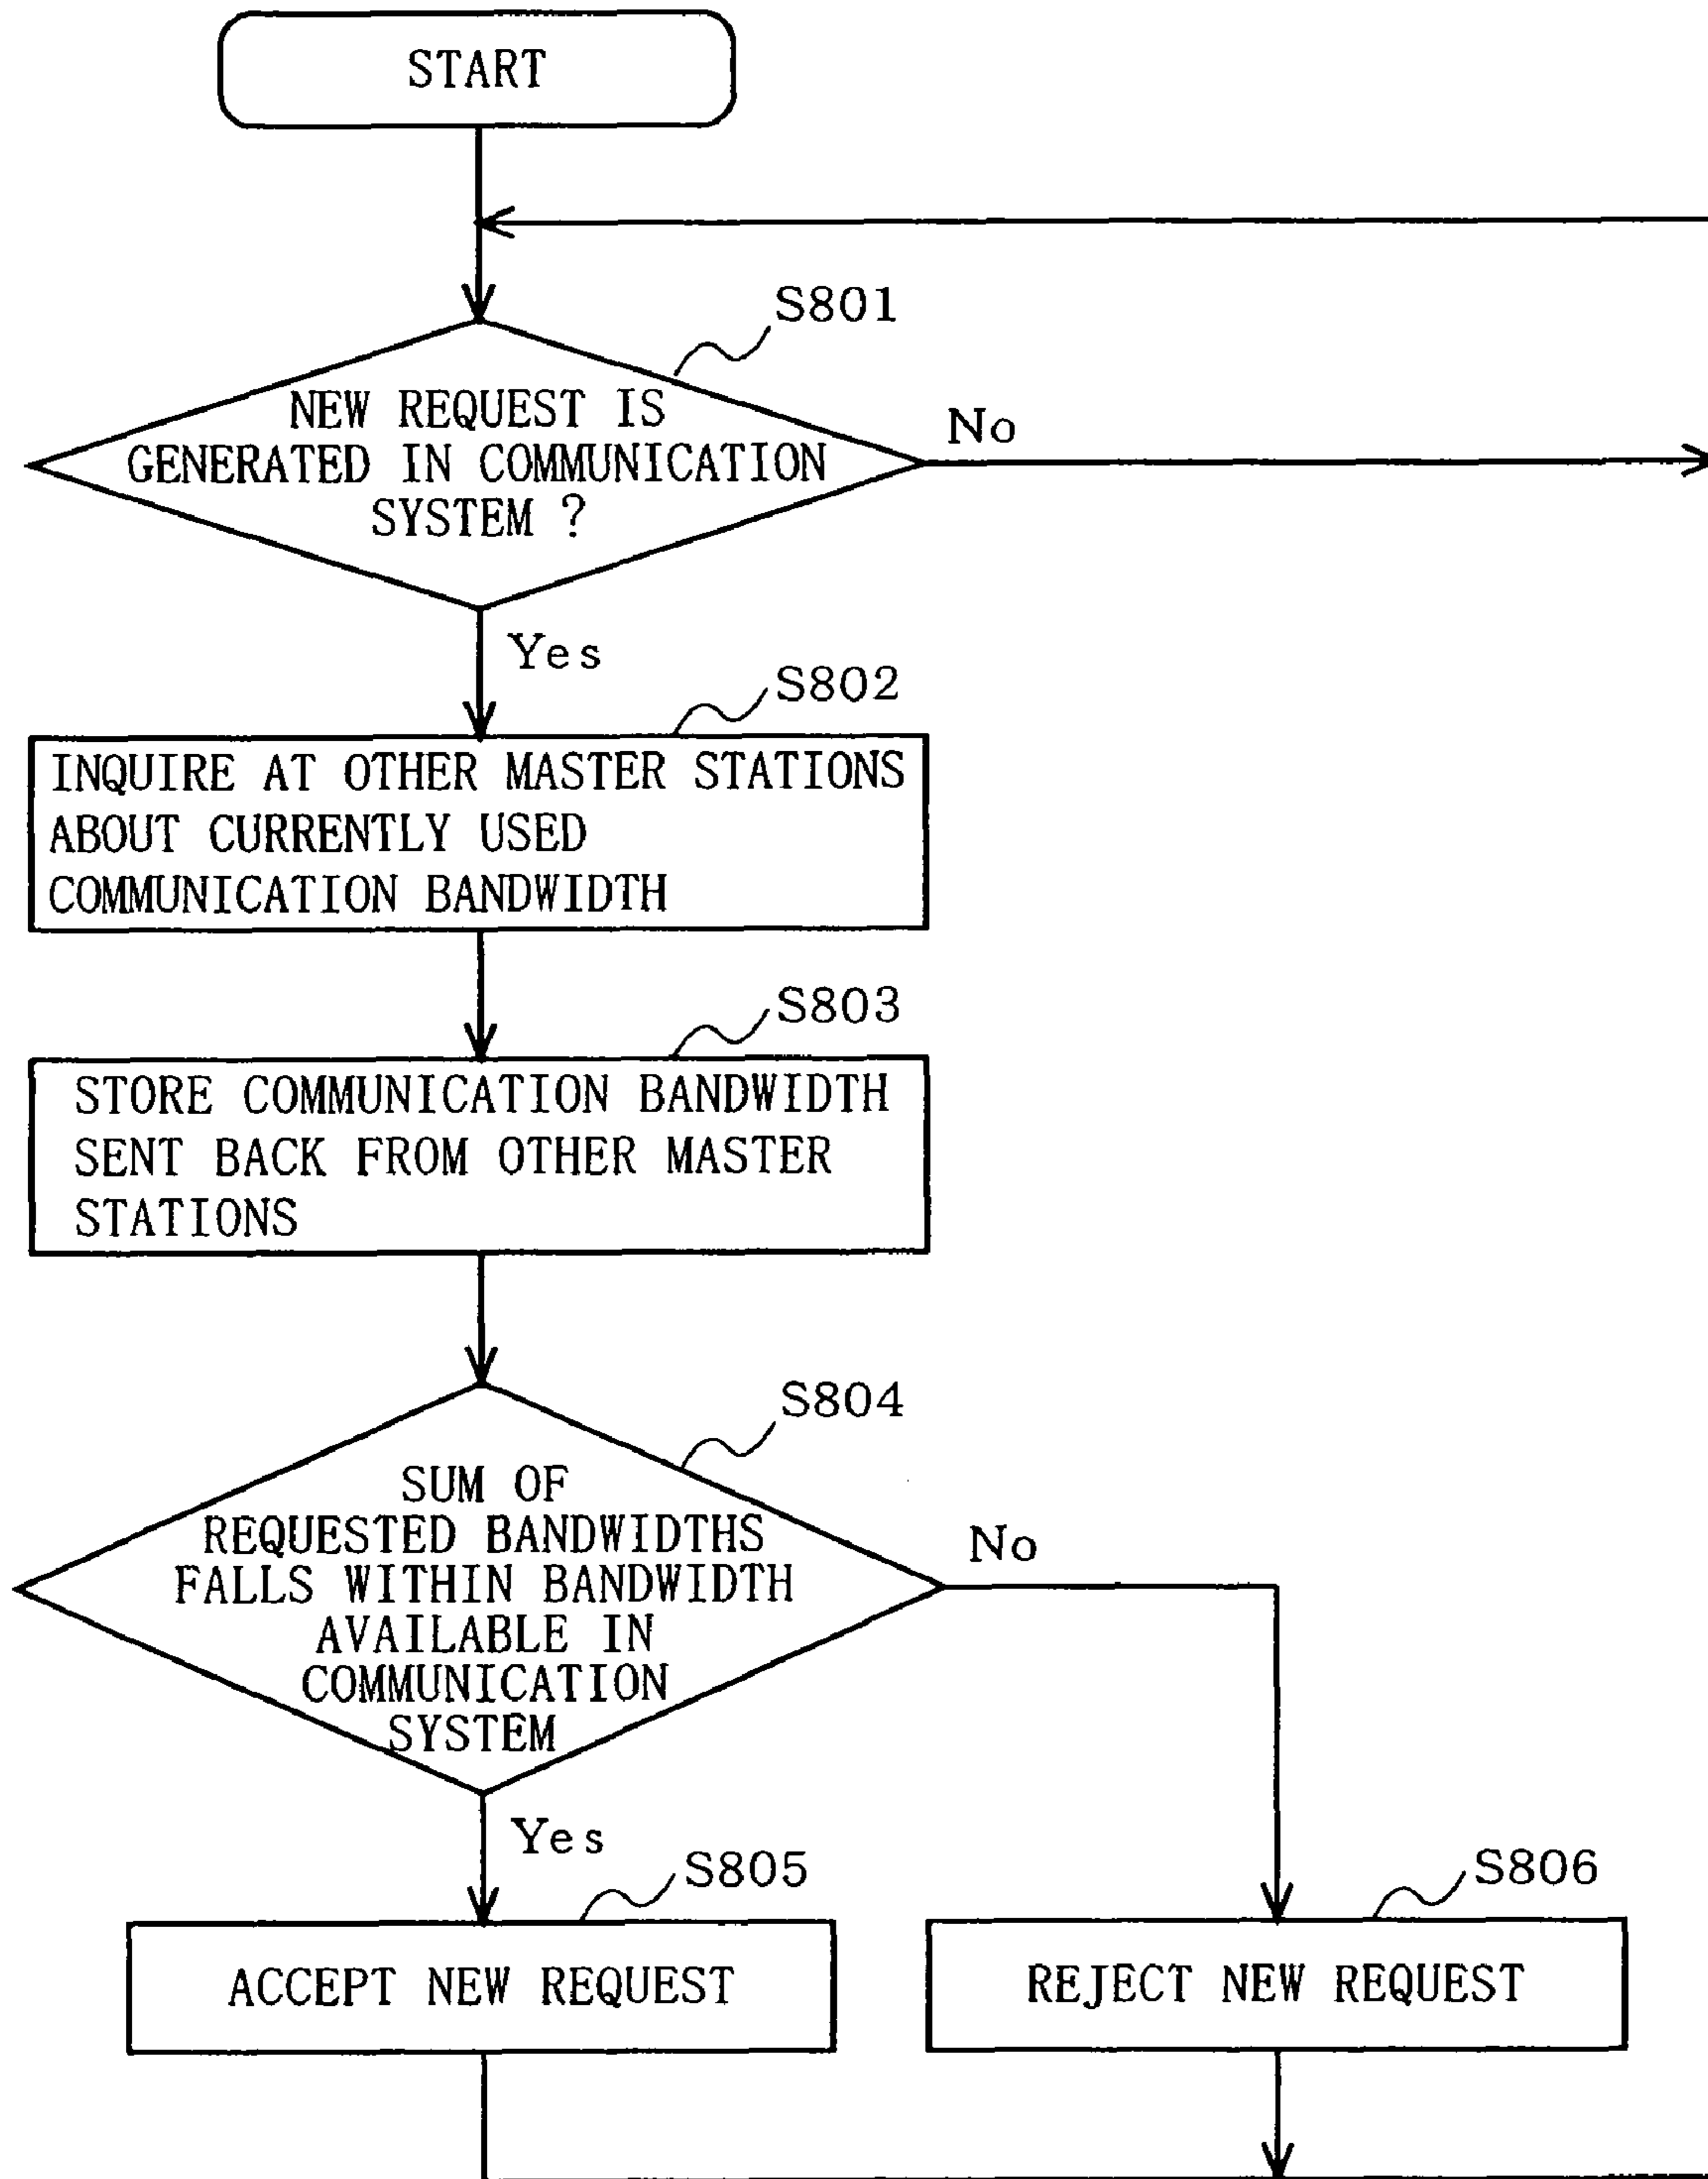 START
S801
NEW REQUEST IS
GENERATED IN COMMUNICATION
SYSTEM ?
No
Yes
S802
INQUIRE AT OTHER MASTER STATIONS
ABOUT CURRENTLY USED
COMMUNICATION BANDWIDTH
S803
STORE COMMUNICATION BANDWIDTH
SENT BACK FROM OTHER MASTER
STATIONS
S804
SUM OF
REQUESTED BANDWIDTHS
FALLS WITHIN BANDWIDTH
AVAILABLE IN
COMMUNICATION
SYSTEM
No
Yes
S805
ACCEPT NEW REQUEST
S806
REJECT NEW REQUEST